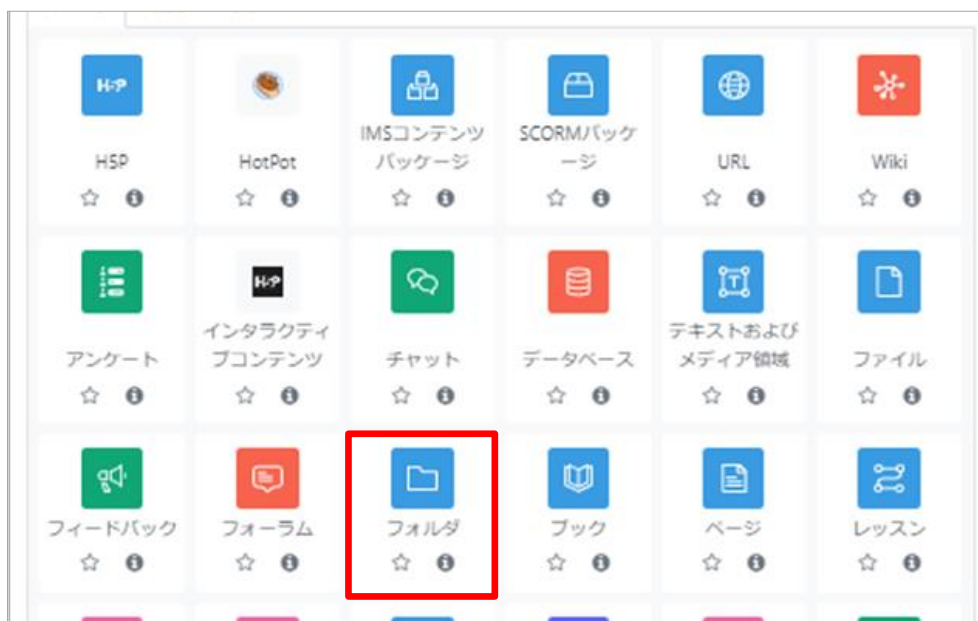 H-P
H5P
HotPot
IMSコンテンツ
パッケージ
SCORMパッケ
ージ
URL
Wiki
アンケート
H-P
インタラクティ
ブコンテンツ
チャット
データベース
T
テキストおよび
メディア領域
ファイル
フィードバック
フォーラム
フォルダ
ブック
ページ
レッスン